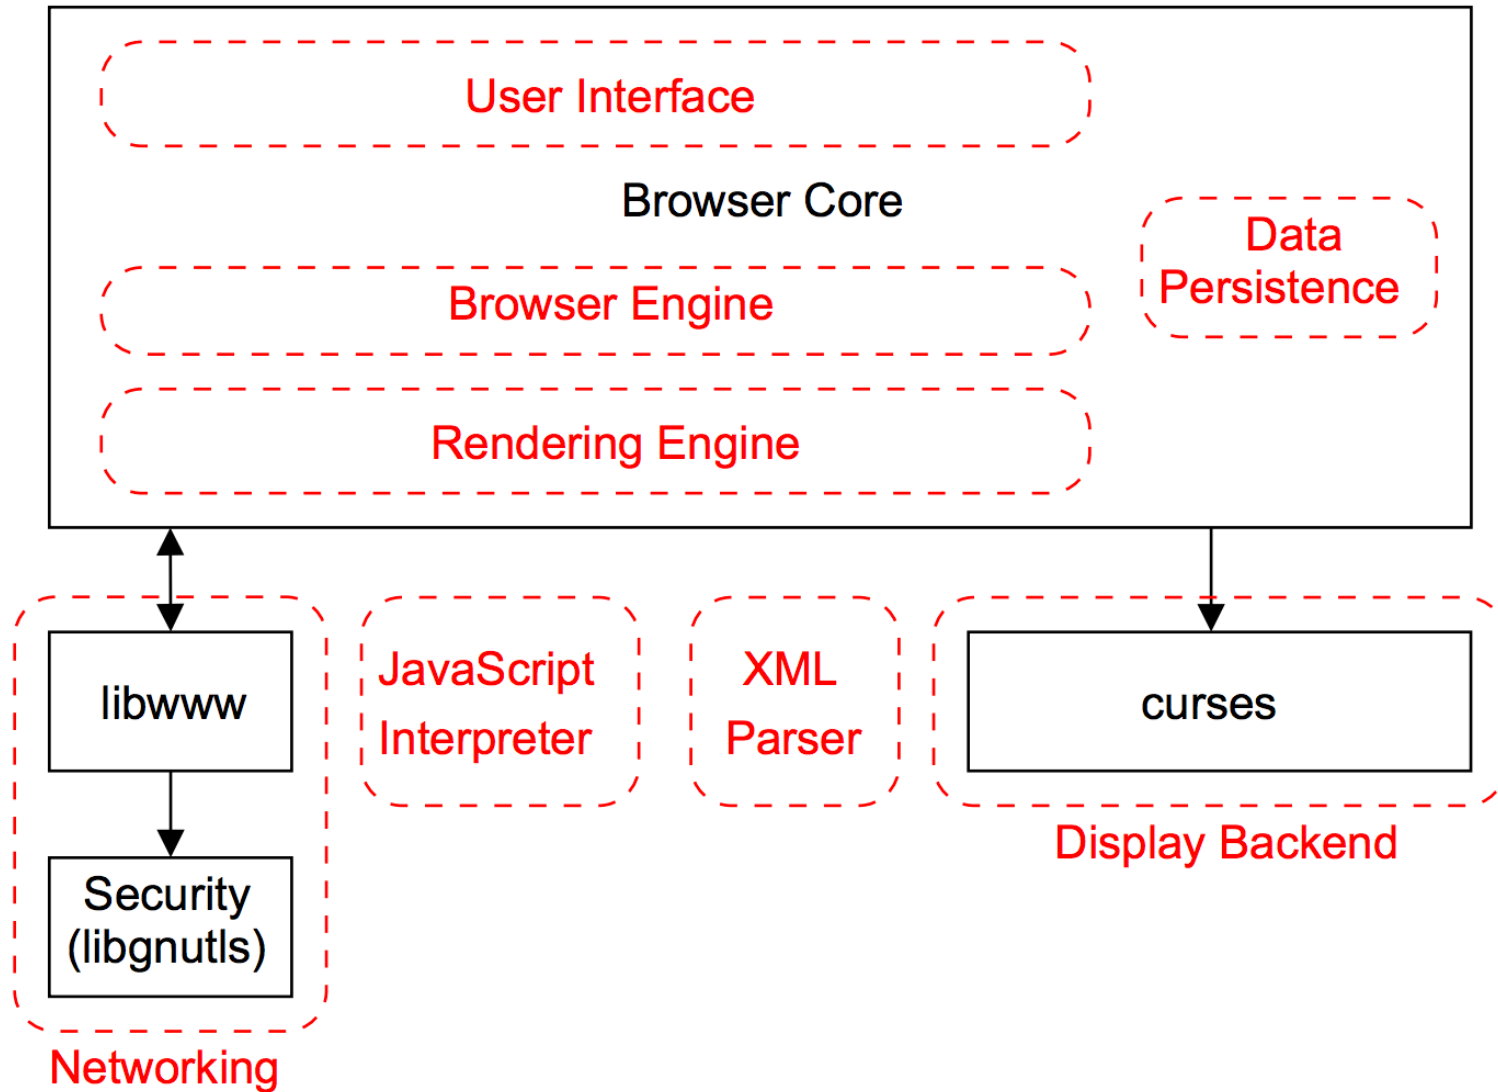 User Interface
Browser Core
Data
Persistence
Browser Engine
Rendering Engine
libwww
JavaScript
Interpreter
XML
Parser
curses
Display Backend
Security
(libgnutls)
Networking